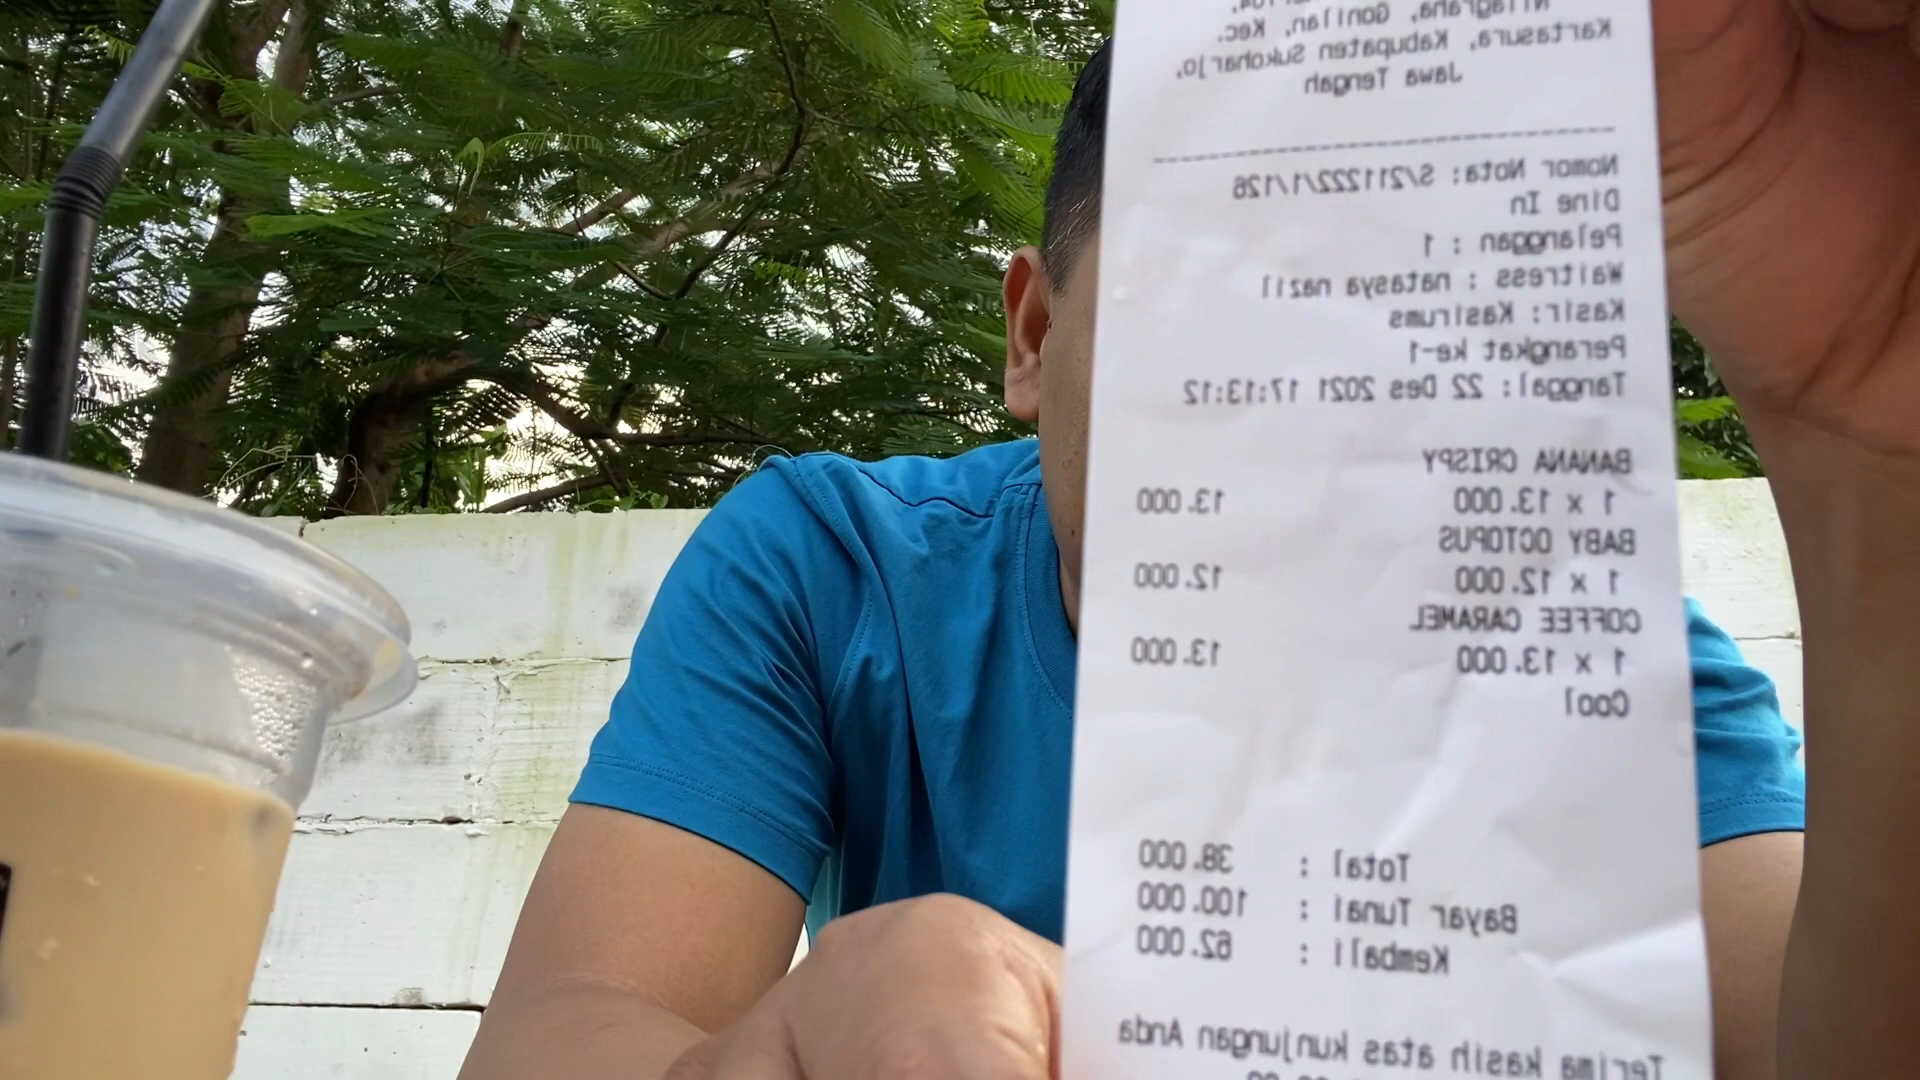 Nilagraha, Gonilan, Kec.
Kartasura, Kabupaten Sukoharjo,
Jawa Tengah
Nomor Nota: S/211222/1/126
Dine In
Pelanggan : 1
Waitress : natasya nazil
Kasir: Kasirums
Perangkat ke-1
Tanggal: 22 Des 2021 17:13:12
BANANA CRISPY
1 x 13.000 13.000
BABY OCTOPUS
1 x 12.000 12.000
COFFEE CARAMEL
1 x 13.000 13.000
Cool
Total : 38.000
Bayar Tunai : 100.000
Kembali : 62.000
Terima kasih atas kunjungan Anda